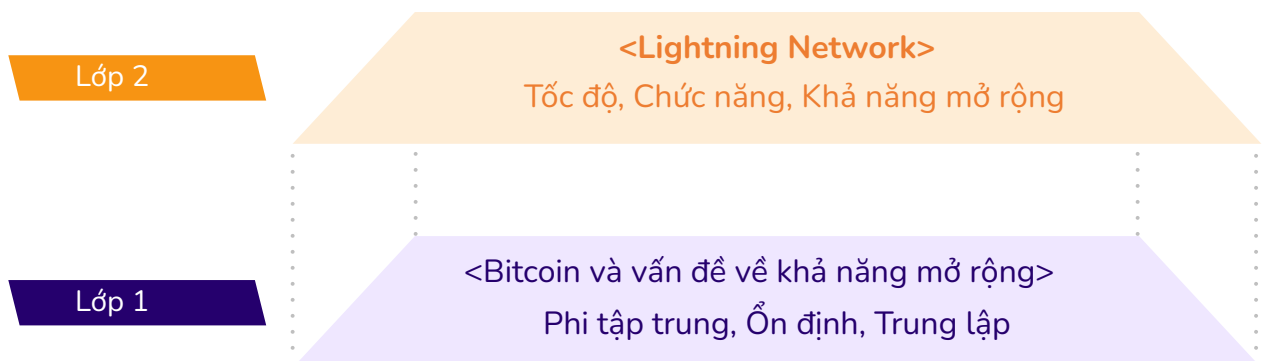 Lớp 2
<Lightning Network>
Tốc độ, Chức năng, Khả năng mở rộng
Lớp 1
<Bitcoin và vấn đề về khả năng mở rộng>
Phi tập trung, Ổn định, Trung lập